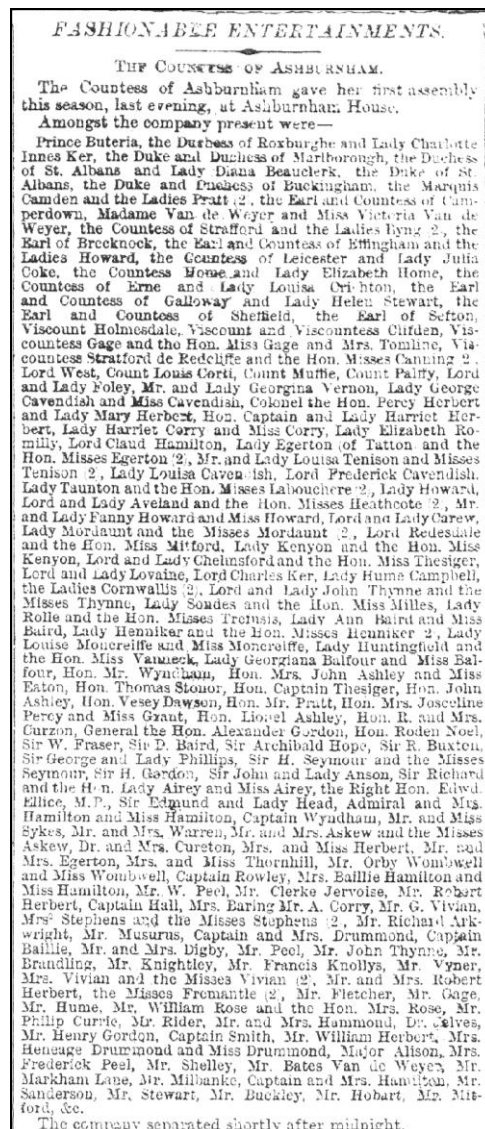 FASHIONABLE ENTERTAINMENTS.
THE COUNTESS OF ASHBURNHAM.
The Countess of Ashburnham gave her first assembly
this season, last evening, at Ashburnham House.
Amongst the company present were—
Prince Buteria, the Duchess of Roxburghe and Lady Charlotte
Innes Ker, the Duke and Duchess of Marlborough, the Duchess
of St. Albans and Lady Diana Beauclerk, the Duke of St.
Albans, the Duke and Duchess of Buckingham, the Marquis
Camden and the Ladies Pratt (2), the Earl and Countess of Cam-
perdown, Madame Van de Weyer and Miss Victoria Van de
Weyer, the Countess of Strafford and the Ladies Byng (2), the
Earl of Brecknock, the Earl and Countess of Effingham and the
Ladies Howard, the Countess of Leicester and Lady Julia
Coke, the Countess Home and Lady Elizabeth Home, the
Countess of Erne and Lady Louisa Crichton, the Earl
and Countess of Galloway and Lady Helen Stewart, the
Earl and Countess of Sheffield, the Earl of Sefton,
Viscount Holmesdale, Viscount and Viscountess Clifden, Vis-
countess Gage and the Hon. Miss Gage and Mrs. Tomline, Vis-
countess Stratford de Redcliffe and the Hon. Misses Canning (2),
Lord West, Count Louis Corti, Count Muffie, Count Palffy, Lord
and Lady Foley, Mr. and Lady Georgina Vernon, Lady George
Cavendish and Miss Cavendish, Colonel the Hon. Percy Herbert
and Lady Mary Herbert, Hon. Captain and Lady Harriet Her-
bert, Lady Harriet Corry and Miss Corry, Lady Elizabeth Ro-
milly, Lord Claud Hamilton, Lady Egerton (of Tatton and the
Hon. Misses Egerton (2), Mr. and Lady Louisa Tenison and Misses
Tenison (2), Lady Louisa Cavendish, Lord Frederick Cavendish,
Lady Taunton and the Hon. Misses Labouchere (2), Lady Howard,
Lord and Lady Aveland and the Hon. Misses Heathcote (2), Mr.
and Lady Fanny Howard and Miss Howard, Lord and Lady Carew,
Lady Mordaunt and the Misses Mordaunt (2), Lord Redesdale
and the Hon. Miss Mitford, Lady Kenyon and the Hon. Miss
Kenyon, Lord and Lady Chelmsford and the Hon. Miss Thesiger,
Lord and Lady Lovaine, Lord Charles Ker, Lady Hume Campbell,
the Ladies Cornwallis (2), Lord and Lady John Thynne and the
Misses Thynne, Lady Sondes and the Hon. Miss Milles, Lady
Rolle and the Hon. Misses Trefusis, Lady Ann Baird and Miss
Baird, Lady Henniker and the Hon. Misses Henniker (2), Lady
Louise Moncreiffe and Miss Moncreiffe, Lady Huntingfield and
the Hon. Miss Vanneck, Lady Georgiana Balfour and Miss Bal-
four, Hon. Mr. Wyndham, Hon. Mrs. John Ashley and Miss
Eaton, Hon. Thomas Stonor, Hon. Captain Thesiger, Hon. John
Ashley, Hon. Vesey Dawson, Hon. Mr. Pratt, Hon. Mrs. Josceline
Percy and Miss Grant, Hon. Lionel Ashley, Hon. R. and Mrs.
Curzon, General the Hon. Alexander Gordon, Hon. Roden Noel,
Sir W. Fraser, Sir D. Baird, Sir Archibald Hope, Sir R. Buxton,
Sir George and Lady Phillips, Sir H. Seymour and the Misses
Seymour, Sir H. Gordon, Sir John and Lady Anson, Sir Richard
and the Hon. Lady Airey and Miss Airey, the Right Hon. Edwd.
Ellice, M.P., Sir Edmund and Lady Head, Admiral and Mrs.
Hamilton and Miss Hamilton, Captain Wyndham, Mr. and Miss
Sykes, Mr. and Mrs. Warren, Mr. and Mrs. Askew and the Misses
Askew, Dr. and Mrs. Cureton, Mrs. and Miss Herbert, Mr. and
Mrs. Egerton, Mrs. and Miss Thornhill, Mr. Orby Wombwell
and Miss Wombwell, Captain Rowley, Mrs. Baillie Hamilton and
Miss Hamilton, Mr. W. Peel, Mr. Clerke Jervoise, Mr. Robert
Herbert, Captain Hall, Mrs. Baring Mr. A. Corry, Mr. G. Vivian,
Mrs Stephens and the Misses Stephens (2), Mr. Richard Ark-
wright, Mr. Musurus, Captain and Mrs. Drummond, Captain
Baillie, Mr. and Mrs. Digby, Mr. Peel, Mr. John Thynne, Mr.
Brandling, Mr. Knightley, Mr. Francis Knollys, Mr. Vyner,
Mrs. Vivian and the Misses Vivian (2), Mr. and Mrs. Robert
Herbert, the Misses Fremantle (2), Mr. Fletcher, Mr. Gage,
Mr. Hume, Mr. William Rose and the Hon. Mrs. Rose, Mr.
Philip Currie, Mr. Rider, Mr. and Mrs. Hammond, Dr.
Mr. Henry Gordon, Captain Smith, Mr. William Herbert, Mrs.
Heneage Drummond and Miss Drummond, Major Alison, Mrs.
Frederick Peel, Mr. Shelley, Mr. Bates Van de Weyer, Mr.
Markham Lane, Mr. Milbanke, Captain and Mrs. Hamilton, Mr.
Sanderson, Mr. Stewart, Mr. Buckley, Mr. Hobart, Mr. Mit-
ford, &c.
The company separated shortly after midnight.